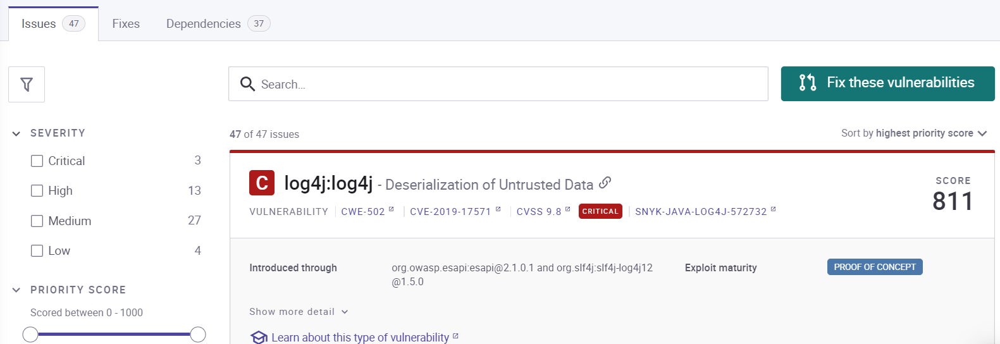 Issues 47 Fixes Dependencies 37
Search...
Fix these vulnerabilities
SEVERITY
Critical 3
High 13
Medium 27
Low 4
PRIORITY SCORE
Scored between 0 - 1000
47 of 47 issues
Sort by highest priority score
C log4j:log4j - Deserialization of Untrusted Data
VULNERABILITY CWE-502 CVE-2019-17571 CVSS 9.8 CRITICAL SNYK-JAVA-LOG4J-572732
SCORE
811
Introduced through
org.owasp.esapi:esapi@2.1.0.1 and org.slf4j:slf4j-log4j12
@1.5.0
Exploit maturity
PROOF OF CONCEPT
Show more detail
Learn about this type of vulnerability